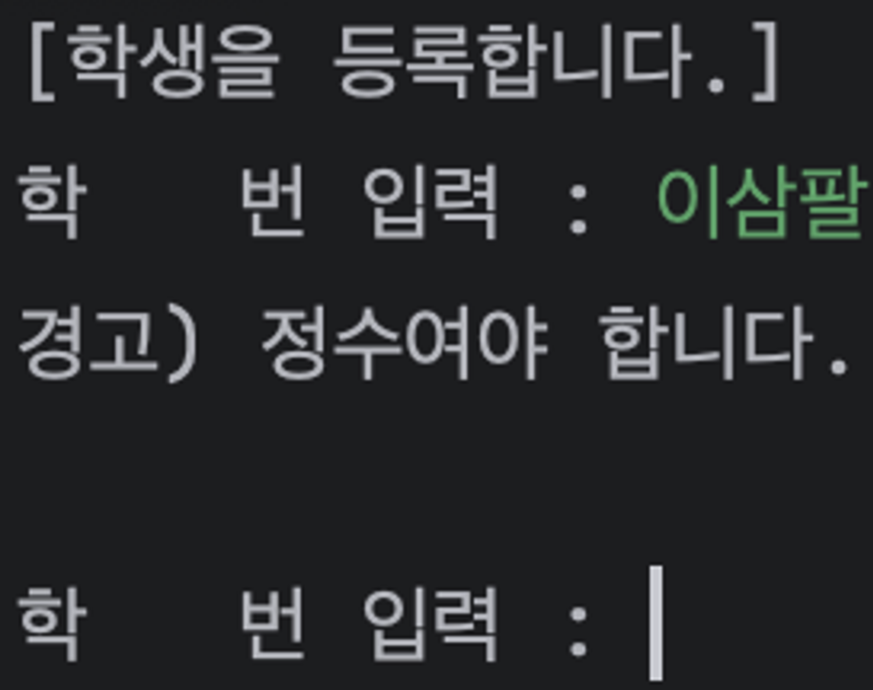 [학생을 등록합니다.]
학   번 입력 : 이삼팔
경고) 정수여야 합니다.
학   번 입력 :